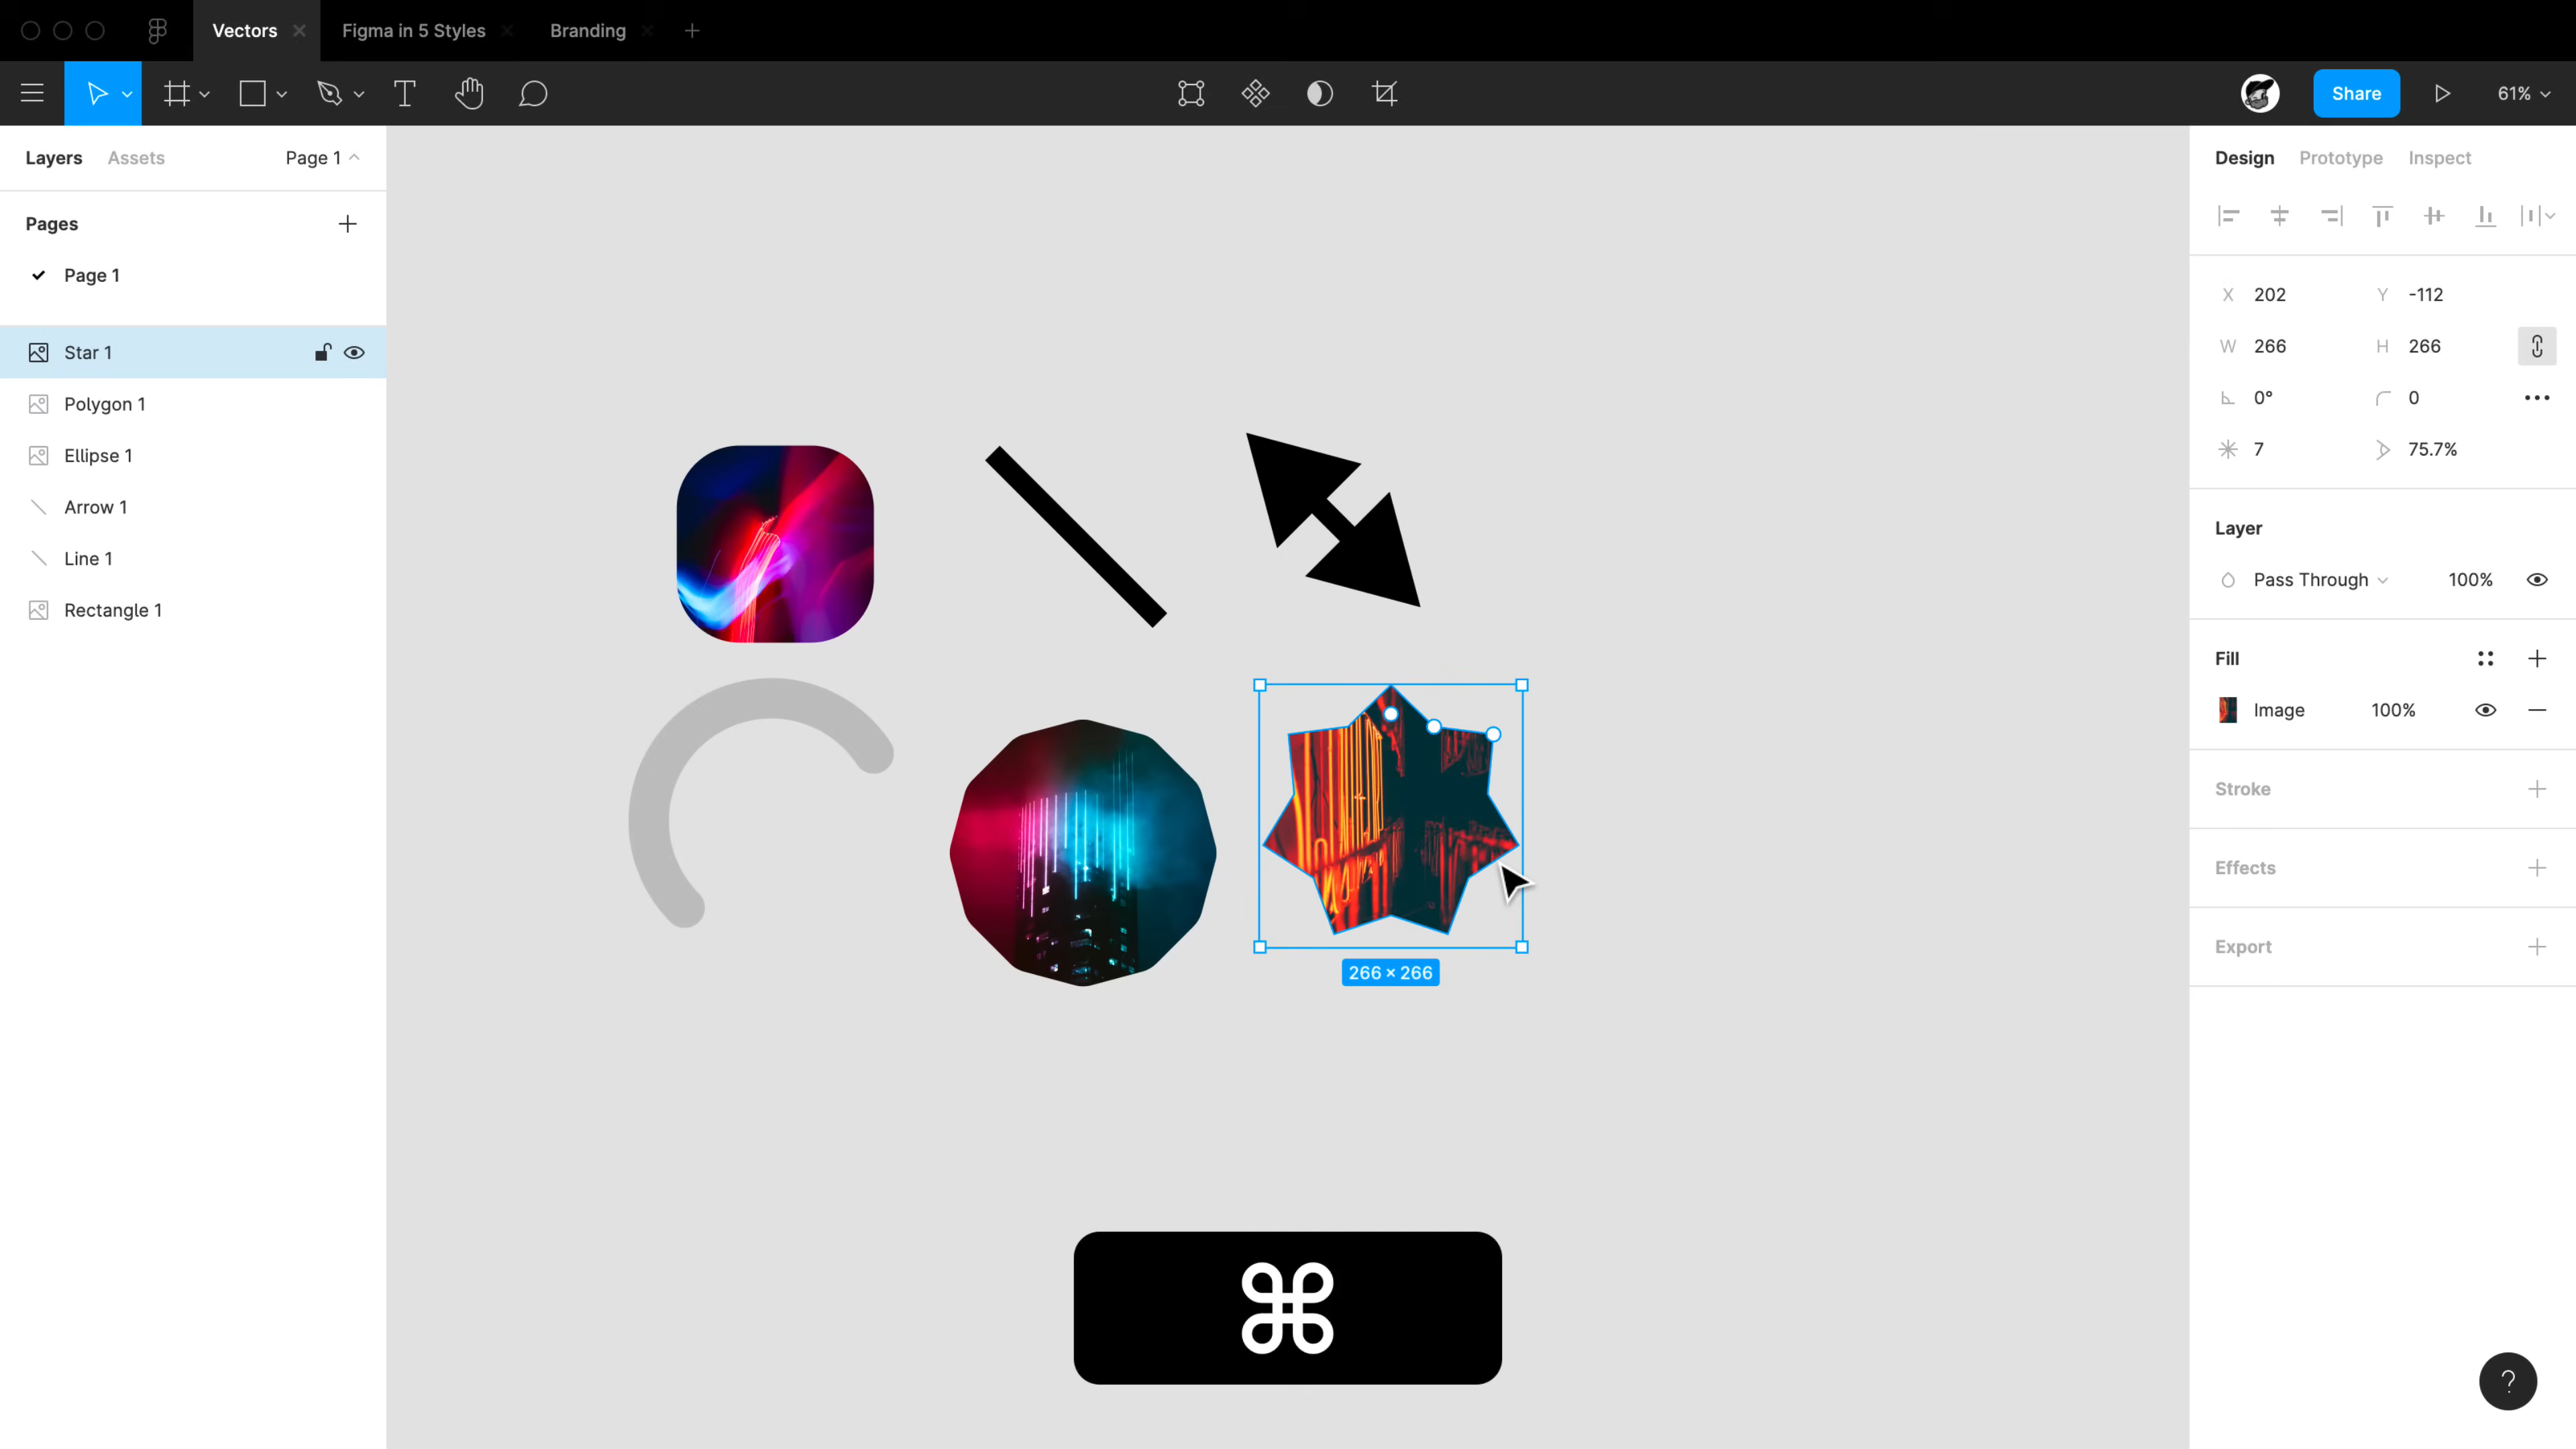 Vectors
Figma in 5 Styles
Branding
Share
61%
Layers
Assets
Page 1
Pages
Page 1
Star 1
Polygon 1
Ellipse 1
Arrow 1
Line 1
Rectangle 1
266 × 266
⌘
Design
Prototype
Inspect
X 202
Y -112
W 266
H 266
0°
0
7
75.7%
Layer
Pass Through
100%
Fill
Image
100%
Stroke
Effects
Export
?